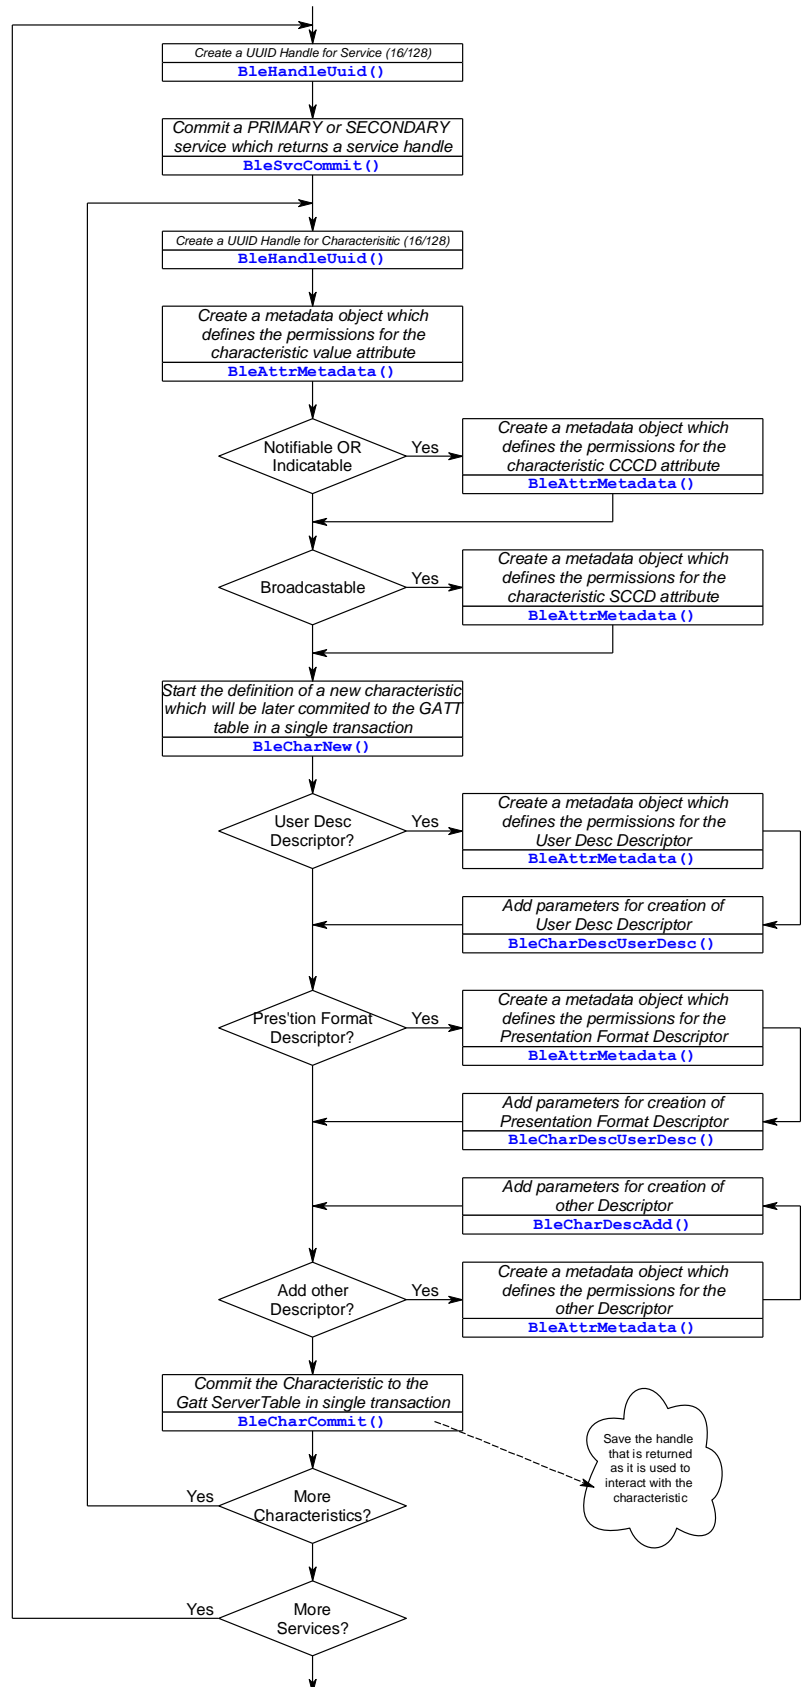 Create a UUID Handle for Service (16/128)
BleHandleUuid()
Commit a PRIMARY or SECONDARY
service which returns a service handle
BleSvcCommit()
Create a UUID Handle for Characterisitic (16/128)
BleHandleUuid()
Create a metadata object which
defines the permissions for the
characteristic value attribute
BleAttrMetadata()
Notifiable OR
Indicatable
Yes
Create a metadata object which
defines the permissions for the
characteristic CCCD attribute
BleAttrMetadata()
Broadcastable
Yes
Create a metadata object which
defines the permissions for the
characteristic SCCD attribute
BleAttrMetadata()
Start the definition of a new characteristic
which will be later commited to the GATT
table in a single transaction
BleCharNew()
User Desc
Descriptor?
Yes
Create a metadata object which
defines the permissions for the
User Desc Descriptor
BleAttrMetadata()
Add parameters for creation of
User Desc Descriptor
BleCharDescUserDesc()
Pres'tion Format
Descriptor?
Yes
Create a metadata object which
defines the permissions for the
Presentation Format Descriptor
BleAttrMetadata()
Add parameters for creation of
Presentation Format Descriptor
BleCharDescUserDesc()
Add parameters for creation of
other Descriptor
BleCharDescAdd()
Add other
Descriptor?
Yes
Create a metadata object which
defines the permissions for the
other Descriptor
BleAttrMetadata()
Commit the Characteristic to the
Gatt ServerTable in single transaction
BleCharCommit()
Save the handle
that is returned
as it is used to
interact with the
characteristic
Yes
More
Characteristics?
Yes
More
Services?